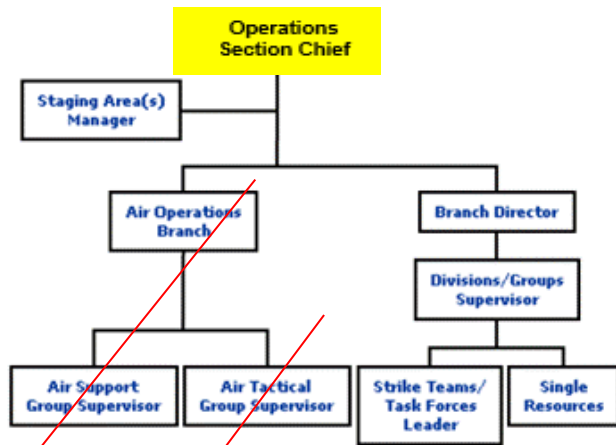 Operations
Section Chief
Staging Area(s)
Manager
Air Operations
Branch
Branch Director
Divisions/Groups
Supervisor
Air Support
Group Supervisor
Air Tactical
Group Supervisor
Strike Teams/
Task Forces
Leader
Single
Resources